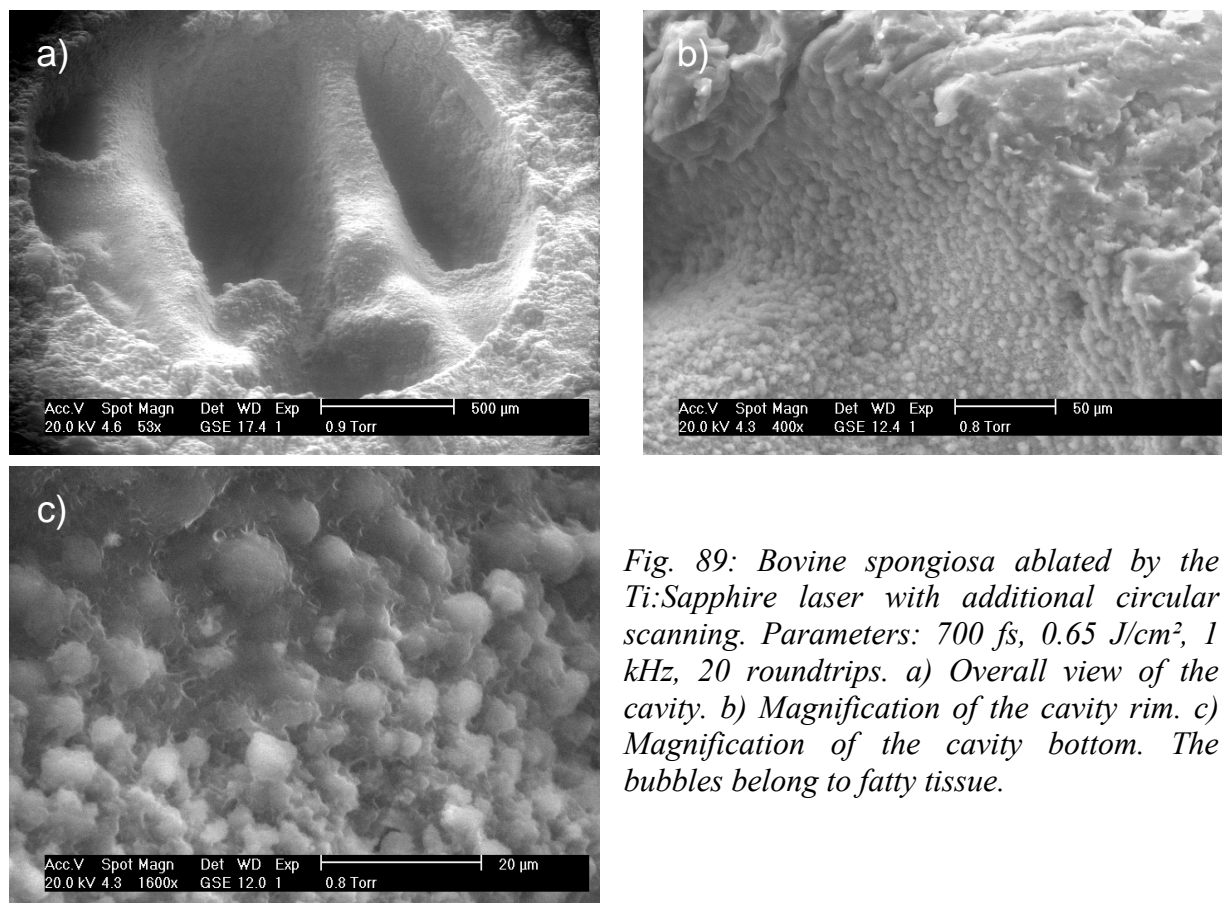 a)
Acc.V Spot Magn Det WD Exp 500 µm
20.0 kV 4.6 53x GSE 17.4 1 0.9 Torr
b)
Acc.V Spot Magn Det WD Exp 50 µm
20.0 kV 4.3 400x GSE 12.4 1 0.8 Torr
c)
Acc.V Spot Magn Det WD Exp 20 µm
20.0 kV 4.3 1600x GSE 12.0 1 0.8 Torr
Fig. 89: Bovine spongiosa ablated by the
Ti:Sapphire laser with additional circular
scanning. Parameters: 700 fs, 0.65 J/cm², 1
kHz, 20 roundtrips. a) Overall view of the
cavity. b) Magnification of the cavity rim. c)
Magnification of the cavity bottom. The
bubbles belong to fatty tissue.